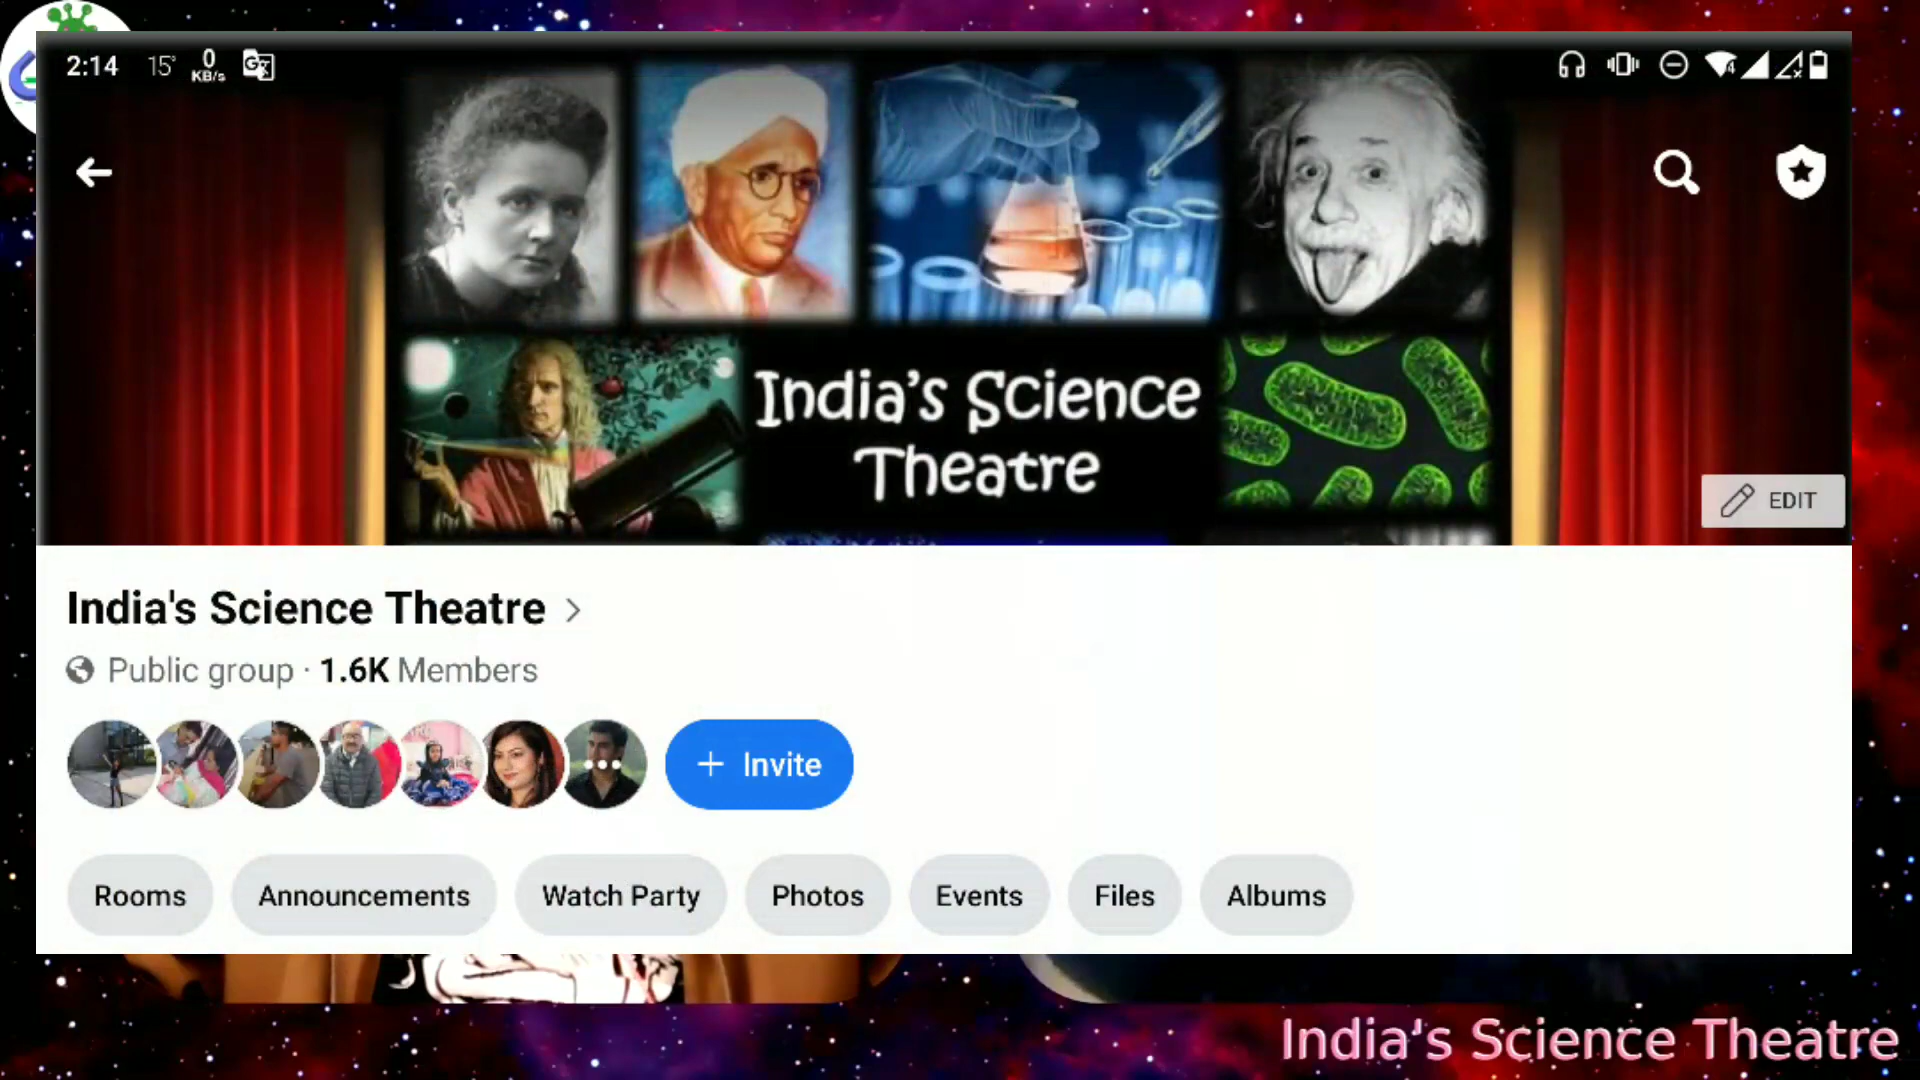 2:14 15° 0 KB/s G 4
India's Science
Theatre
EDIT
India's Science Theatre
Public group · 1.6K Members
+ Invite
Rooms Announcements Watch Party Photos Events Files Albums
India's Science Theatre